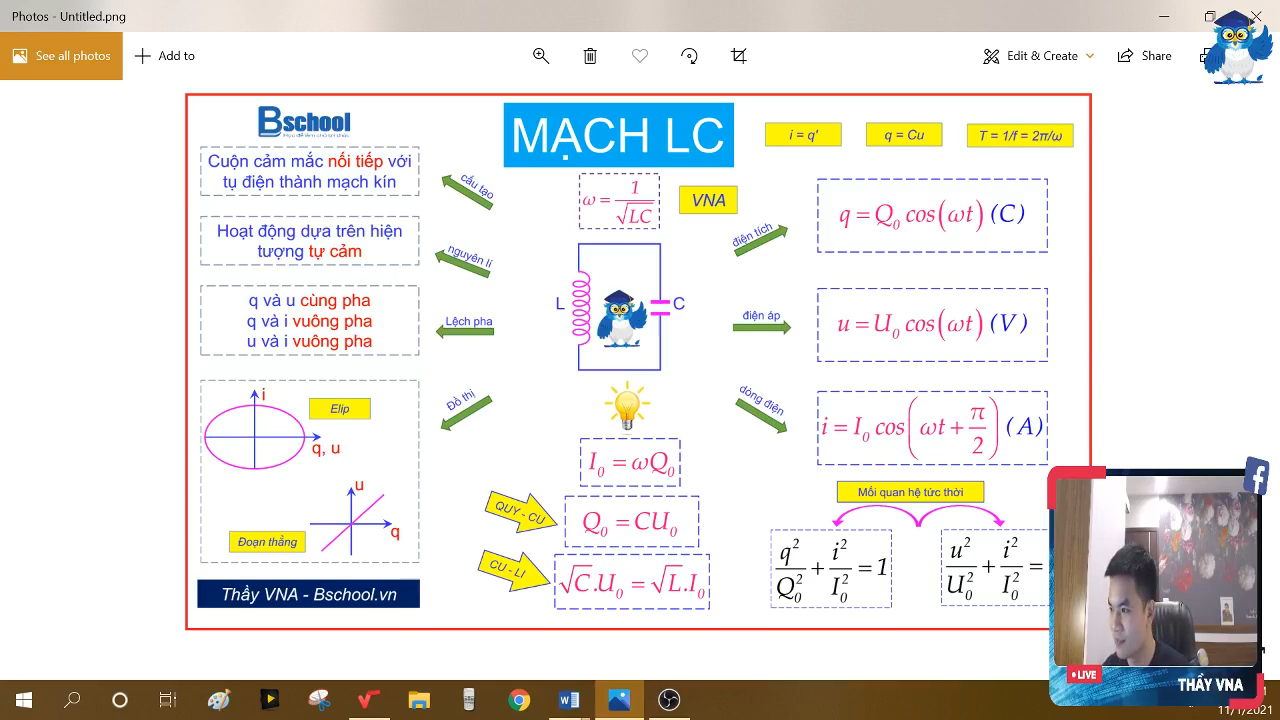 Photos - Untitled.png
See all photos
Add to
Edit & Create
Share
Bschool
MẠCH LC
i = q'
q = Cu
T = 1/f = 2π/ω
Cuộn cảm mắc nối tiếp với
tụ điện thành mạch kín
cấu tạo
ω = 1/√LC
VNA
điện tích
q = Q₀ cos(ωt) (C)
Hoạt động dựa trên hiện
tượng tự cảm
nguyên lí
q và u cùng pha
q và i vuông pha
u và i vuông pha
Lệch pha
L
C
điện áp
u = U₀ cos(ωt) (V)
i
Elip
q, u
Đồ thị
dòng điện
i = I₀ cos(ωt + π/2) (A)
I₀ = ωQ₀
u
q
Đoạn thẳng
QUY - CU
Q₀ = CU₀
CU - LI
√C.U₀ = √L.I₀
Mối quan hệ tức thời
q²/Q₀² + i²/I₀² = 1
u²/U₀² + i²/I₀² =
Thầy VNA - Bschool.vn
LIVE
THẦY VNA
11/1/2021